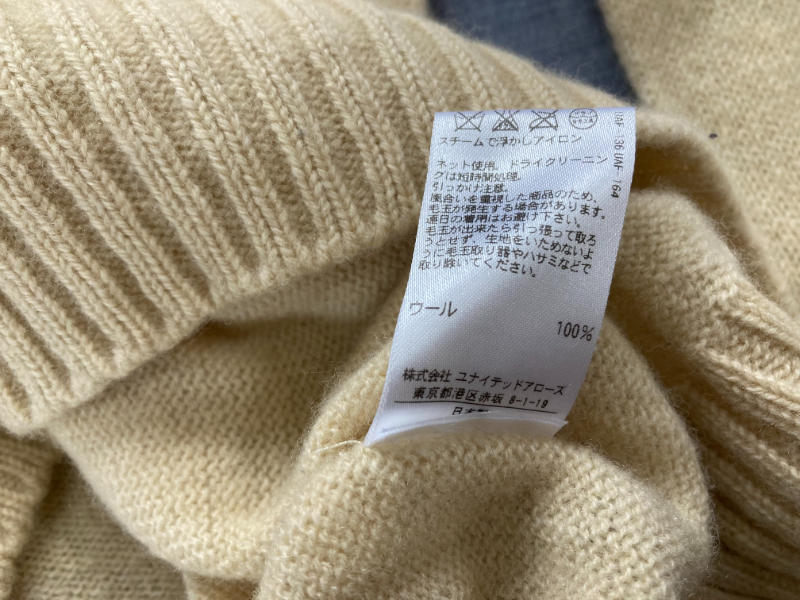 スチームで浮かしアイロン
ネット使用。ドライクリーニン
グは短時間処理。
引っかけ注意。
風合いを重視した商品のため、
毛玉が発生する場合があります。
連日の着用はお避け下さい。
毛玉が出来たら引っ張って取ろ
うとせず、生地をいためないよ
うに毛玉取り器やハサミなどで
取り除いてください。
ウール
100%
株式会社 ユナイテッドアローズ
東京都港区赤坂 8-1-19
日本製